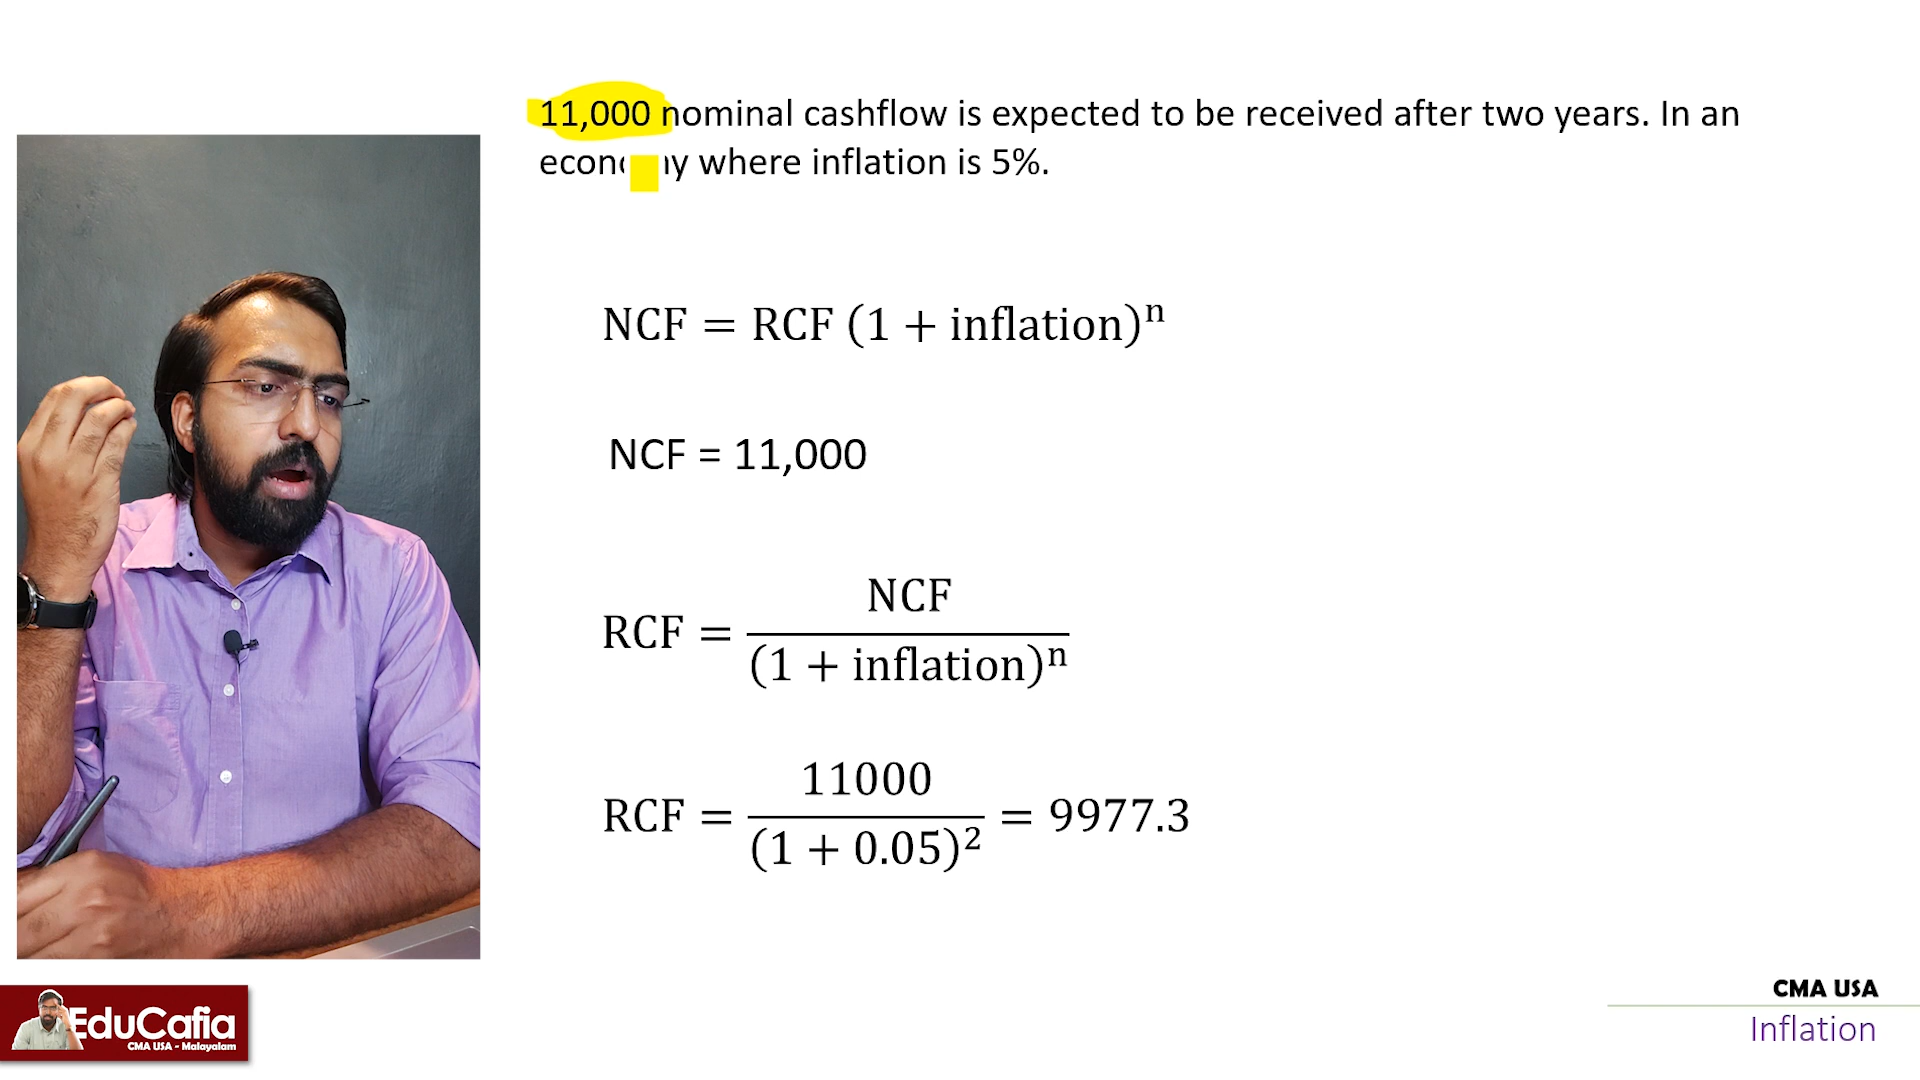 11,000 nominal cashflow is expected to be received after two years. In an
where inflation is 5%.
NCF = RCF (1 + inflation)ⁿ
NCF = 11,000
RCF = NCF / (1 + inflation)ⁿ
RCF = 11000 / (1 + 0.05)² = 9977.3
EduCafia
CMA USA - Malayalam
CMA USA
Inflation